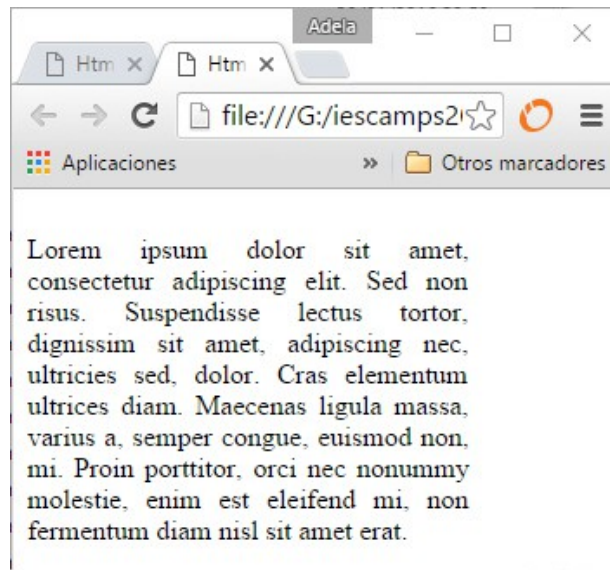 Adela
Htm
Htm
file:///G:/iescamps2
Aplicaciones
»
Otros marcadores
Lorem ipsum dolor sit amet,
consectetur adipiscing elit. Sed non
risus. Suspendisse lectus tortor,
dignissim sit amet, adipiscing nec,
ultricies sed, dolor. Cras elementum
ultrices diam. Maecenas ligula massa,
varius a, semper congue, euismod non,
mi. Proin porttitor, orci nec nonummy
molestie, enim est eleifend mi, non
fermentum diam nisl sit amet erat.